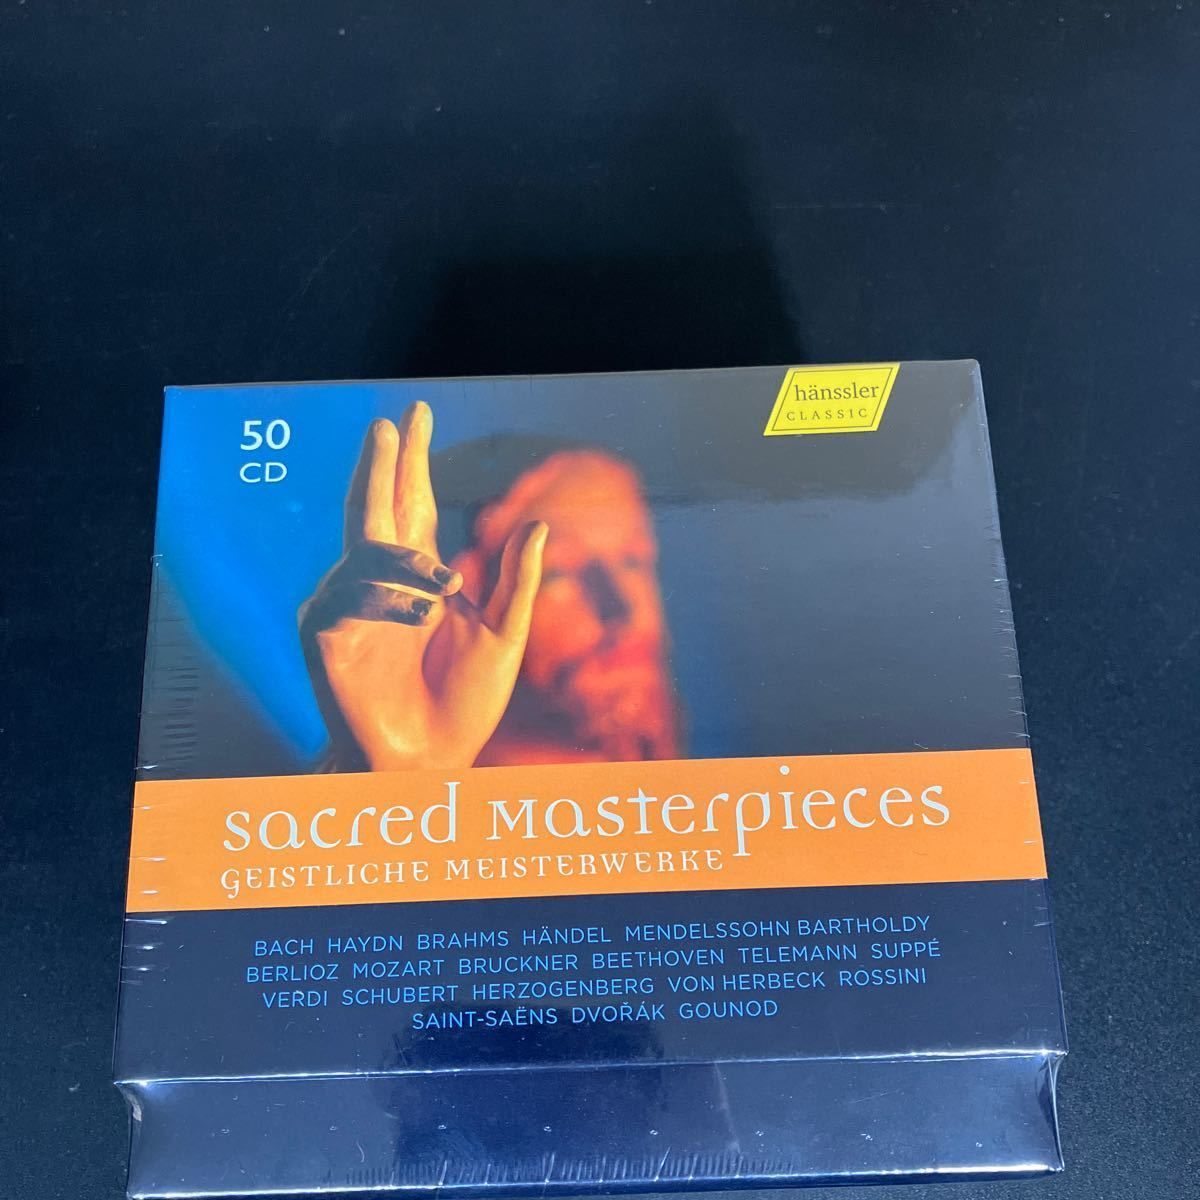 50
CD
hänssler
CLASSIC
sacred masterpieces
GEISTLICHE MEISTERWERKE
BACH HAYDN BRAHMS HÄNDEL MENDELSSOHN BARTHOLDY
BERLIOZ MOZART BRUCKNER BEETHOVEN TELEMANN SUPPÉ
VERDI SCHUBERT HERZOGENBERG VON HERBECK ROSSINI
SAINT-SAËNS DVOŘÁK GOUNOD